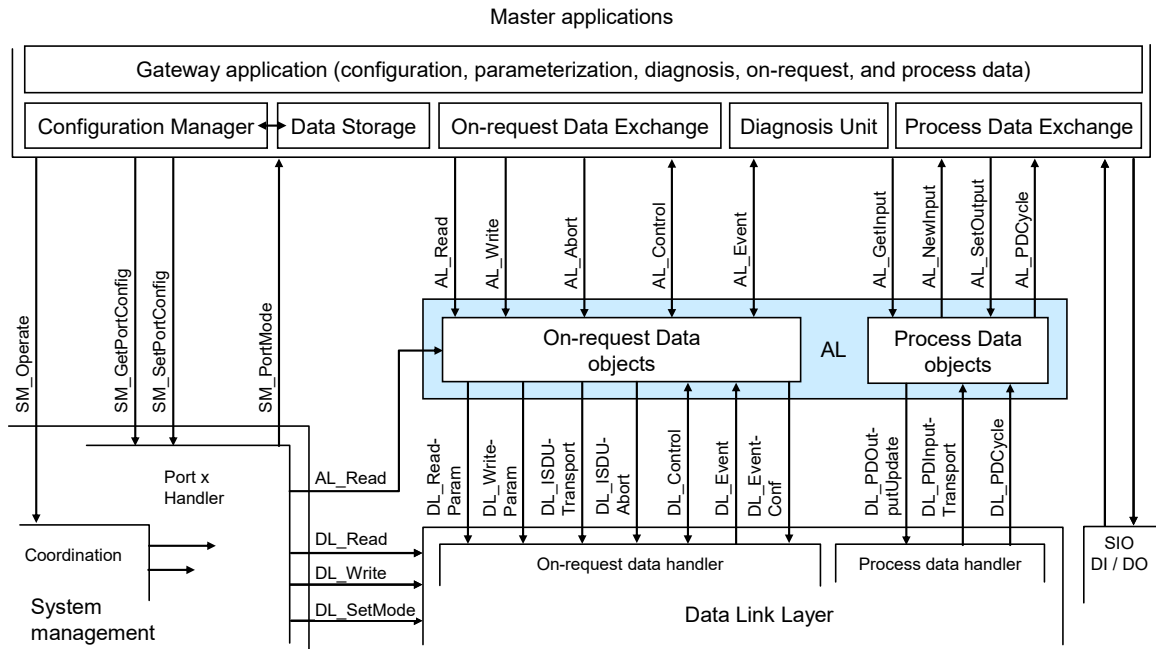 Master applications
Gateway application (configuration, parameterization, diagnosis, on-request, and process data)
Configuration Manager
Data Storage
On-request Data Exchange
Diagnosis Unit
Process Data Exchange
SM_Operate
SM_GetPortConfig
SM_SetPortConfig
SM_PortMode
AL_Read
AL_Write
AL_Abort
AL_Control
AL_Event
AL_GetInput
AL_NewInput
AL_SetOutput
AL_PDCycle
On-request Data
objects
AL
Process Data
objects
Port x
Handler
AL_Read
DL_Read-
Param
DL_Write-
Param
DL_ISDU-
Transport
DL_ISDU-
Abort
DL_Control
DL_Event
DL_Event-
Conf
DL_PDOut-
putUpdate
DL_PDInput-
Transport
DL_PDCycle
Coordination
DL_Read
DL_Write
DL_SetMode
On-request data handler
Process data handler
SIO
DI / DO
System
management
Data Link Layer